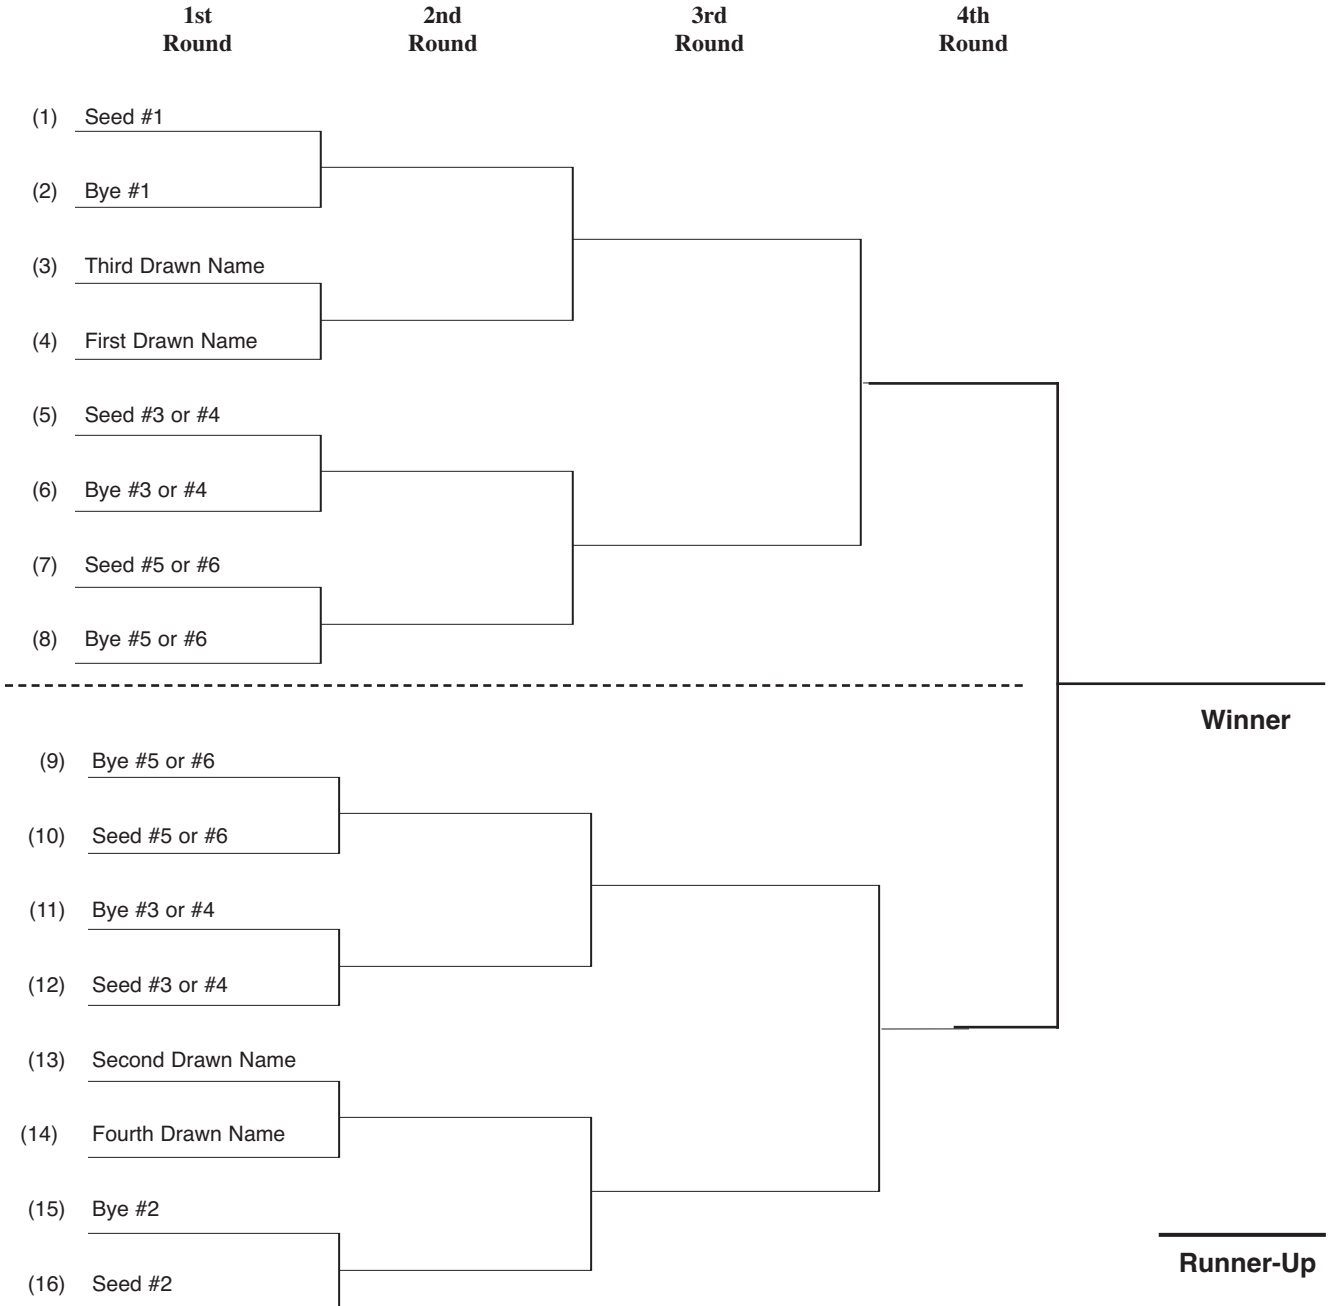 1st 2nd 3rd 4th
Round Round Round Round
(1) Seed #1
(2) Bye #1
(3) Third Drawn Name
(4) First Drawn Name
(5) Seed #3 or #4
(6) Bye #3 or #4
(7) Seed #5 or #6
(8) Bye #5 or #6
Winner
(9) Bye #5 or #6
(10) Seed #5 or #6
(11) Bye #3 or #4
(12) Seed #3 or #4
(13) Second Drawn Name
(14) Fourth Drawn Name
(15) Bye #2
Runner-Up
(16) Seed #2